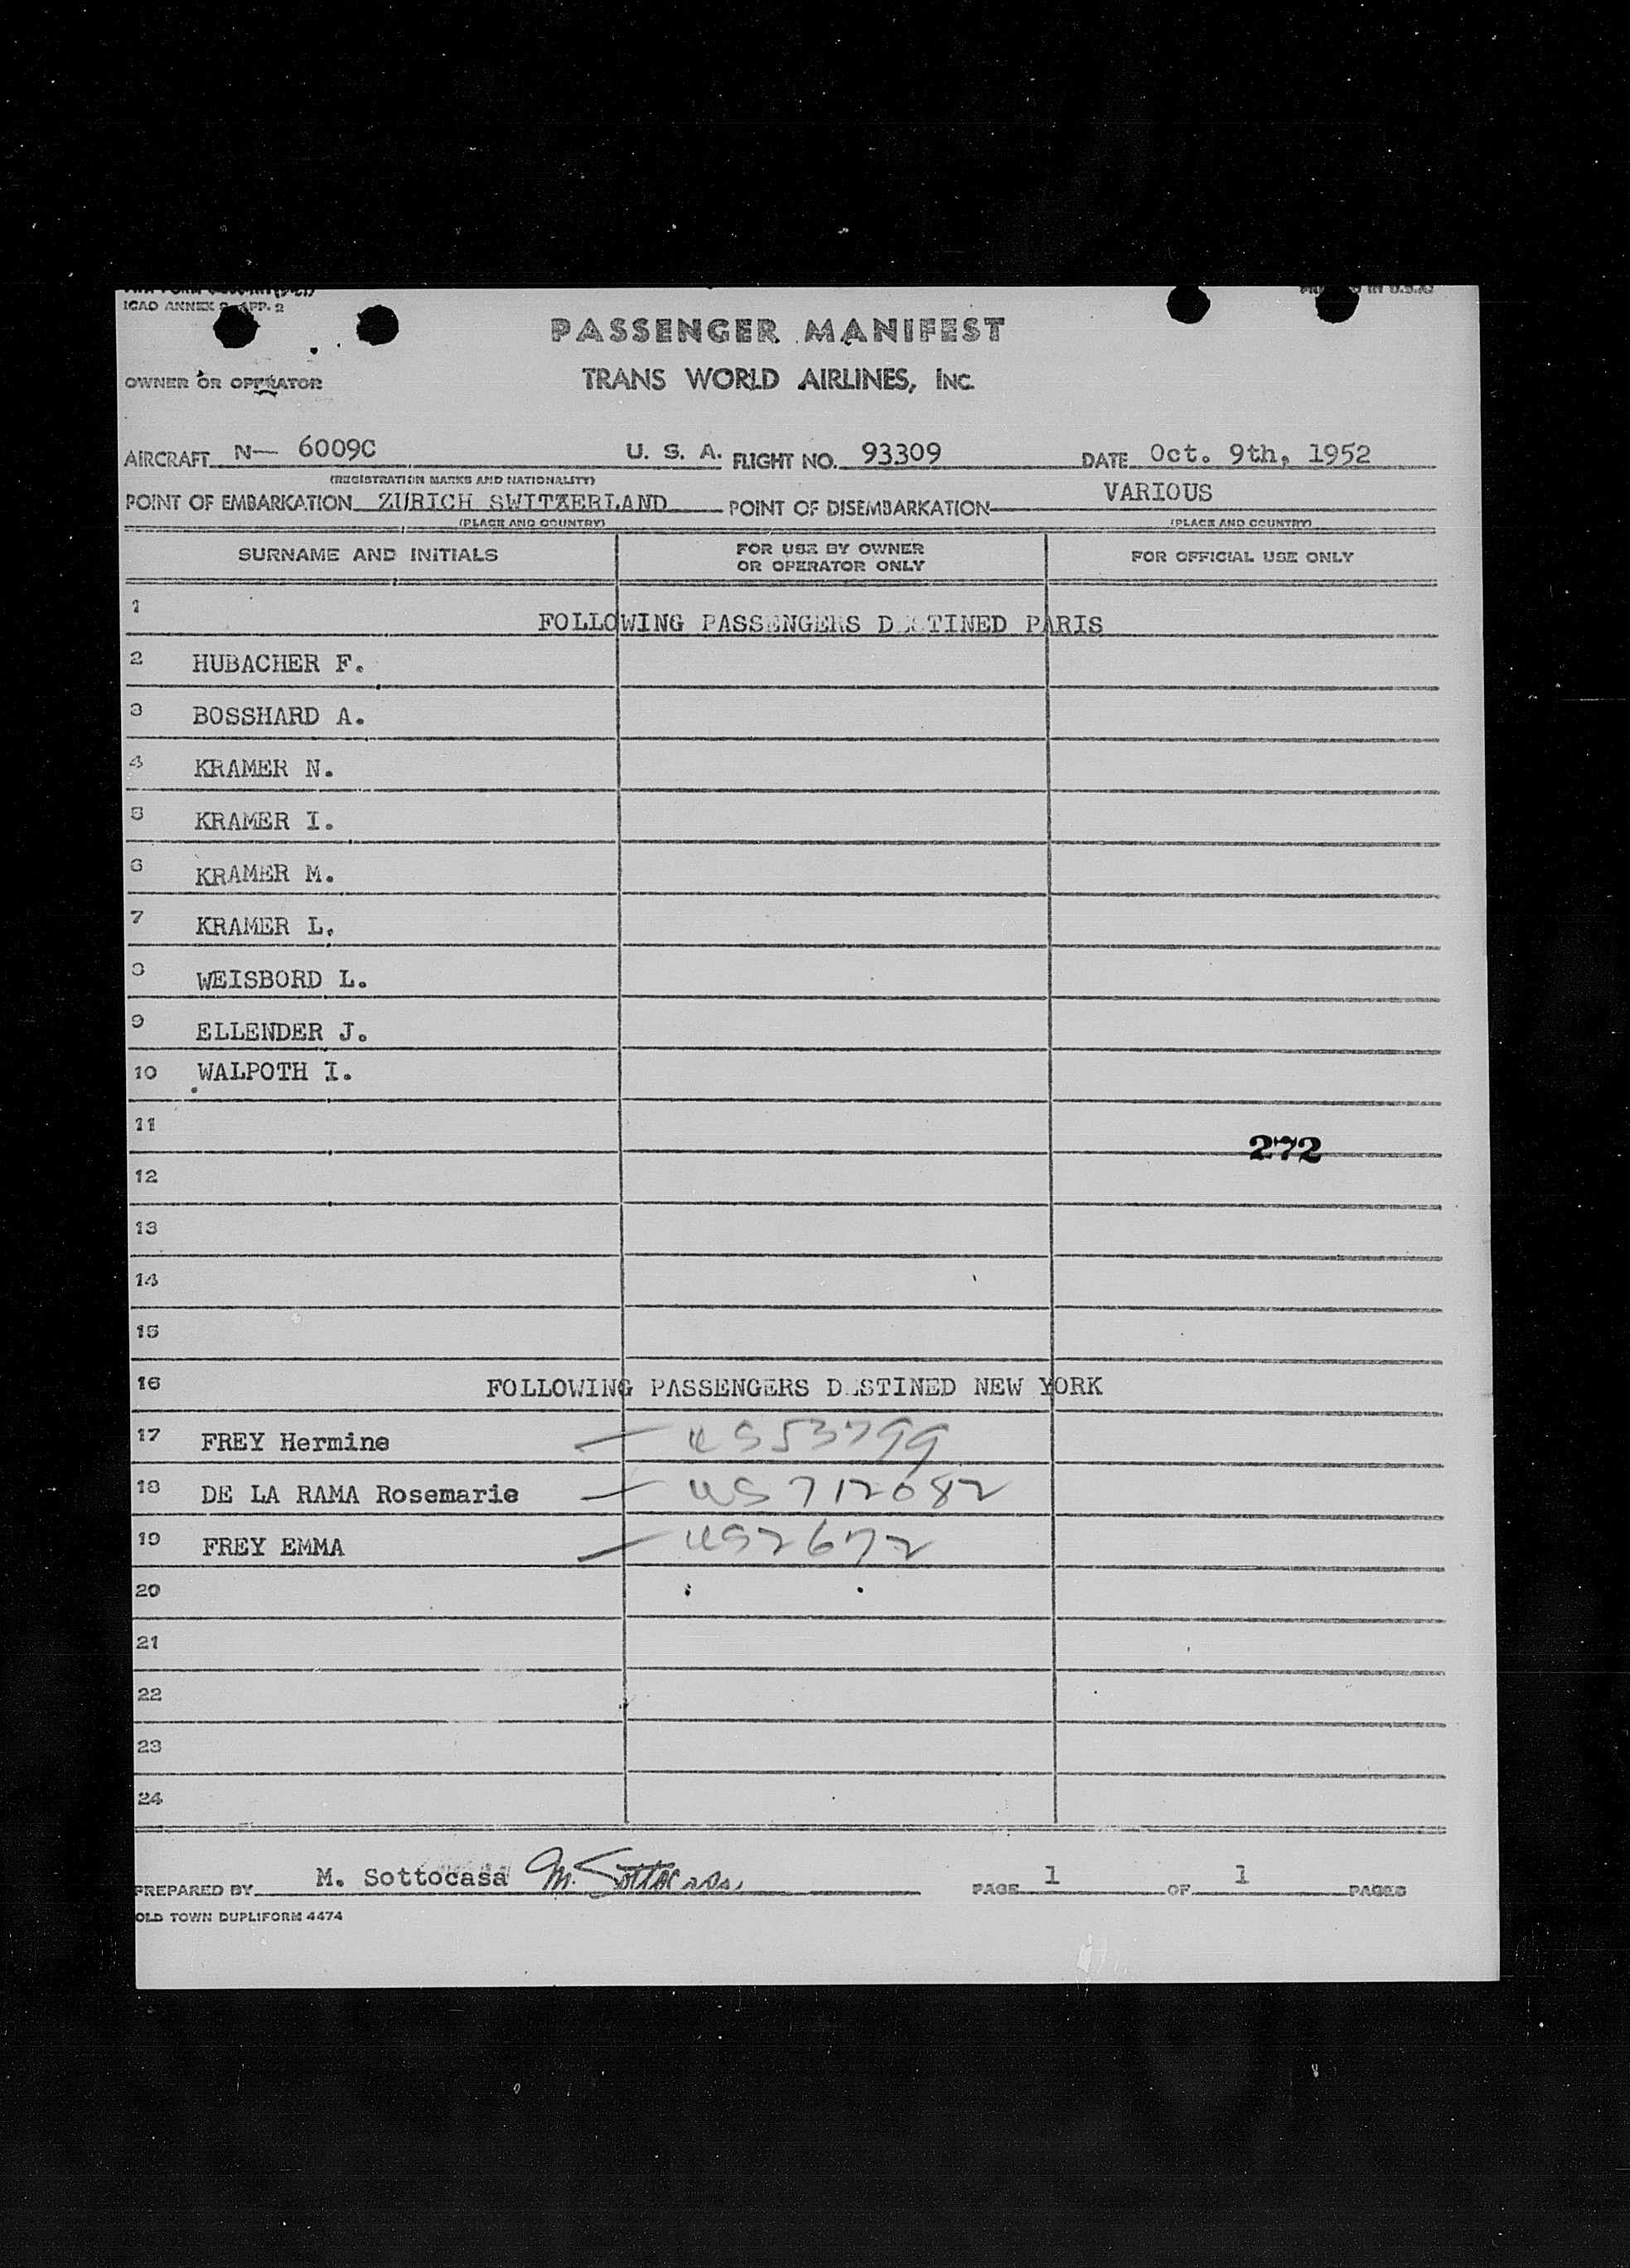 ICAO ANNEX 9 APP. 2
PASSENGER MANIFEST
OWNER OR OPERATOR TRANS WORLD AIRLINES, INC.
AIRCRAFT N— 6009C U. S. A. FLIGHT NO. 93309 DATE Oct. 9th, 1952
(REGISTRATION MARKS AND NATIONALITY)
POINT OF EMBARKATION ZURICH SWITZERLAND POINT OF DISEMBARKATION VARIOUS
(PLACE AND COUNTRY) (PLACE AND COUNTRY)
SURNAME AND INITIALS FOR USE BY OWNER OR OPERATOR ONLY FOR OFFICIAL USE ONLY
1 FOLLOWING PASSENGERS DESTINED PARIS
2 HUBACHER F.
3 BOSSHARD A.
4 KRAMER N.
5 KRAMER I.
6 KRAMER M.
7 KRAMER L.
8 WEISBORD L.
9 ELLENDER J.
10 WALPOTH I.
11
272
12
13
14
15
16 FOLLOWING PASSENGERS DESTINED NEW YORK
17 FREY Hermine — US53799
18 DE LA RAMA Rosemarie — US712082
19 FREY EMMA — US2672
20
21
22
23
24
PREPARED BY M. Sottocasa M. Sottocasa PAGE 1 OF 1 PAGES
OLD TOWN DUPLIFORM 4474